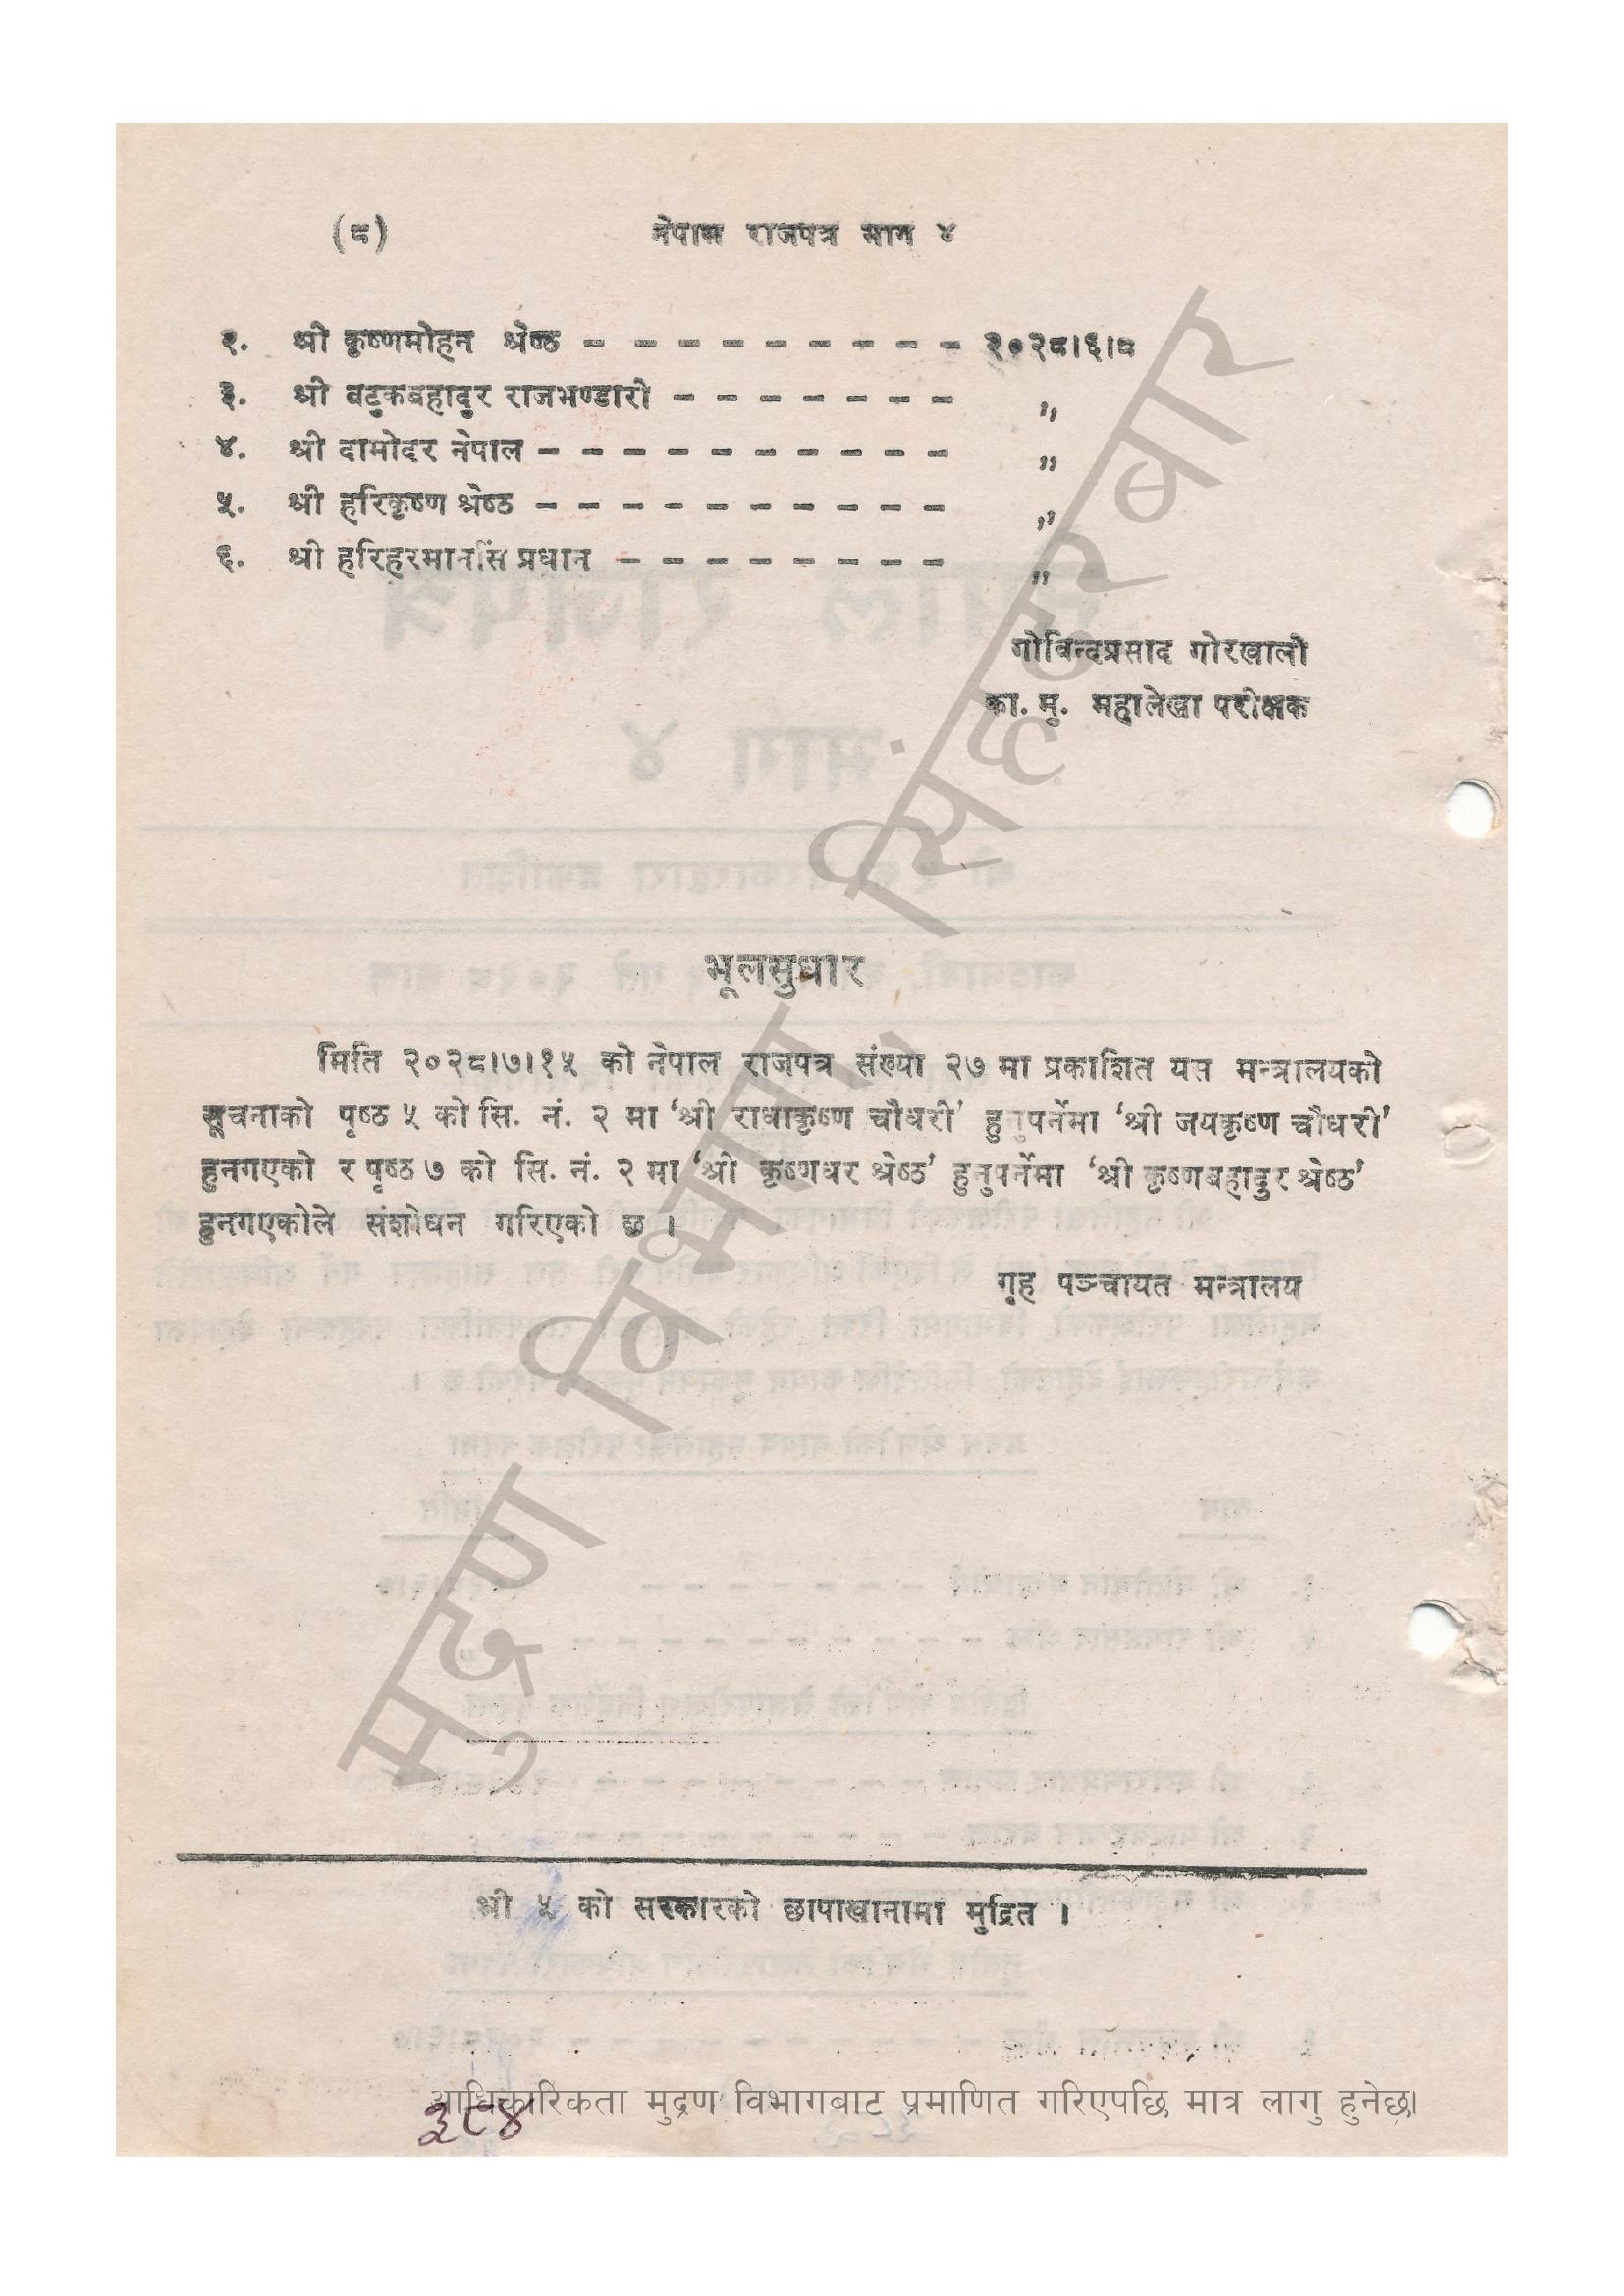 (८) नेपाल राजपत्र भाग ४
२. श्री कृष्णमोहन श्रेष्ठ – – – – – – – – – – २०२८।६।८
३. श्री बटुकबहादुर राजभण्डारी – – – – – – – ,,
४. श्री दामोदर नेपाल – – – – – – – – – – ,,
५. श्री हरिकृष्ण श्रेष्ठ – – – – – – – – – – ,,
६. श्री हरिहरमानसिं प्रधान – – – – – – – – ,,
गोविन्दप्रसाद गोरखाली
का. मु. महालेखा परीक्षक
भूलसुधार
मिति २०२८।७।१५ को नेपाल राजपत्र संख्या २७ मा प्रकाशित यस मन्त्रालयको
सूचनाको पृष्ठ ५ को सि. नं. २ मा ‘श्री राधाकृष्ण चौधरी’ हुनुपर्नेमा ‘श्री जयकृष्ण चौधरी’
हुनगएको र पृष्ठ ७ को सि. नं. २ मा ‘श्री कृष्णधर श्रेष्ठ’ हुनुपर्नेमा ‘श्री कृष्णबहादुर श्रेष्ठ’
हुनगएकोले संशोधन गरिएको छ ।
गृह पञ्चायत मन्त्रालय
मुद्रण विभाग, सिंहदरबार
श्री ५ को सरकारको छापाखानामा मुद्रित ।
आधिकारिकता मुद्रण विभागबाट प्रमाणित गरिएपछि मात्र लागु हुनेछ।
३८४